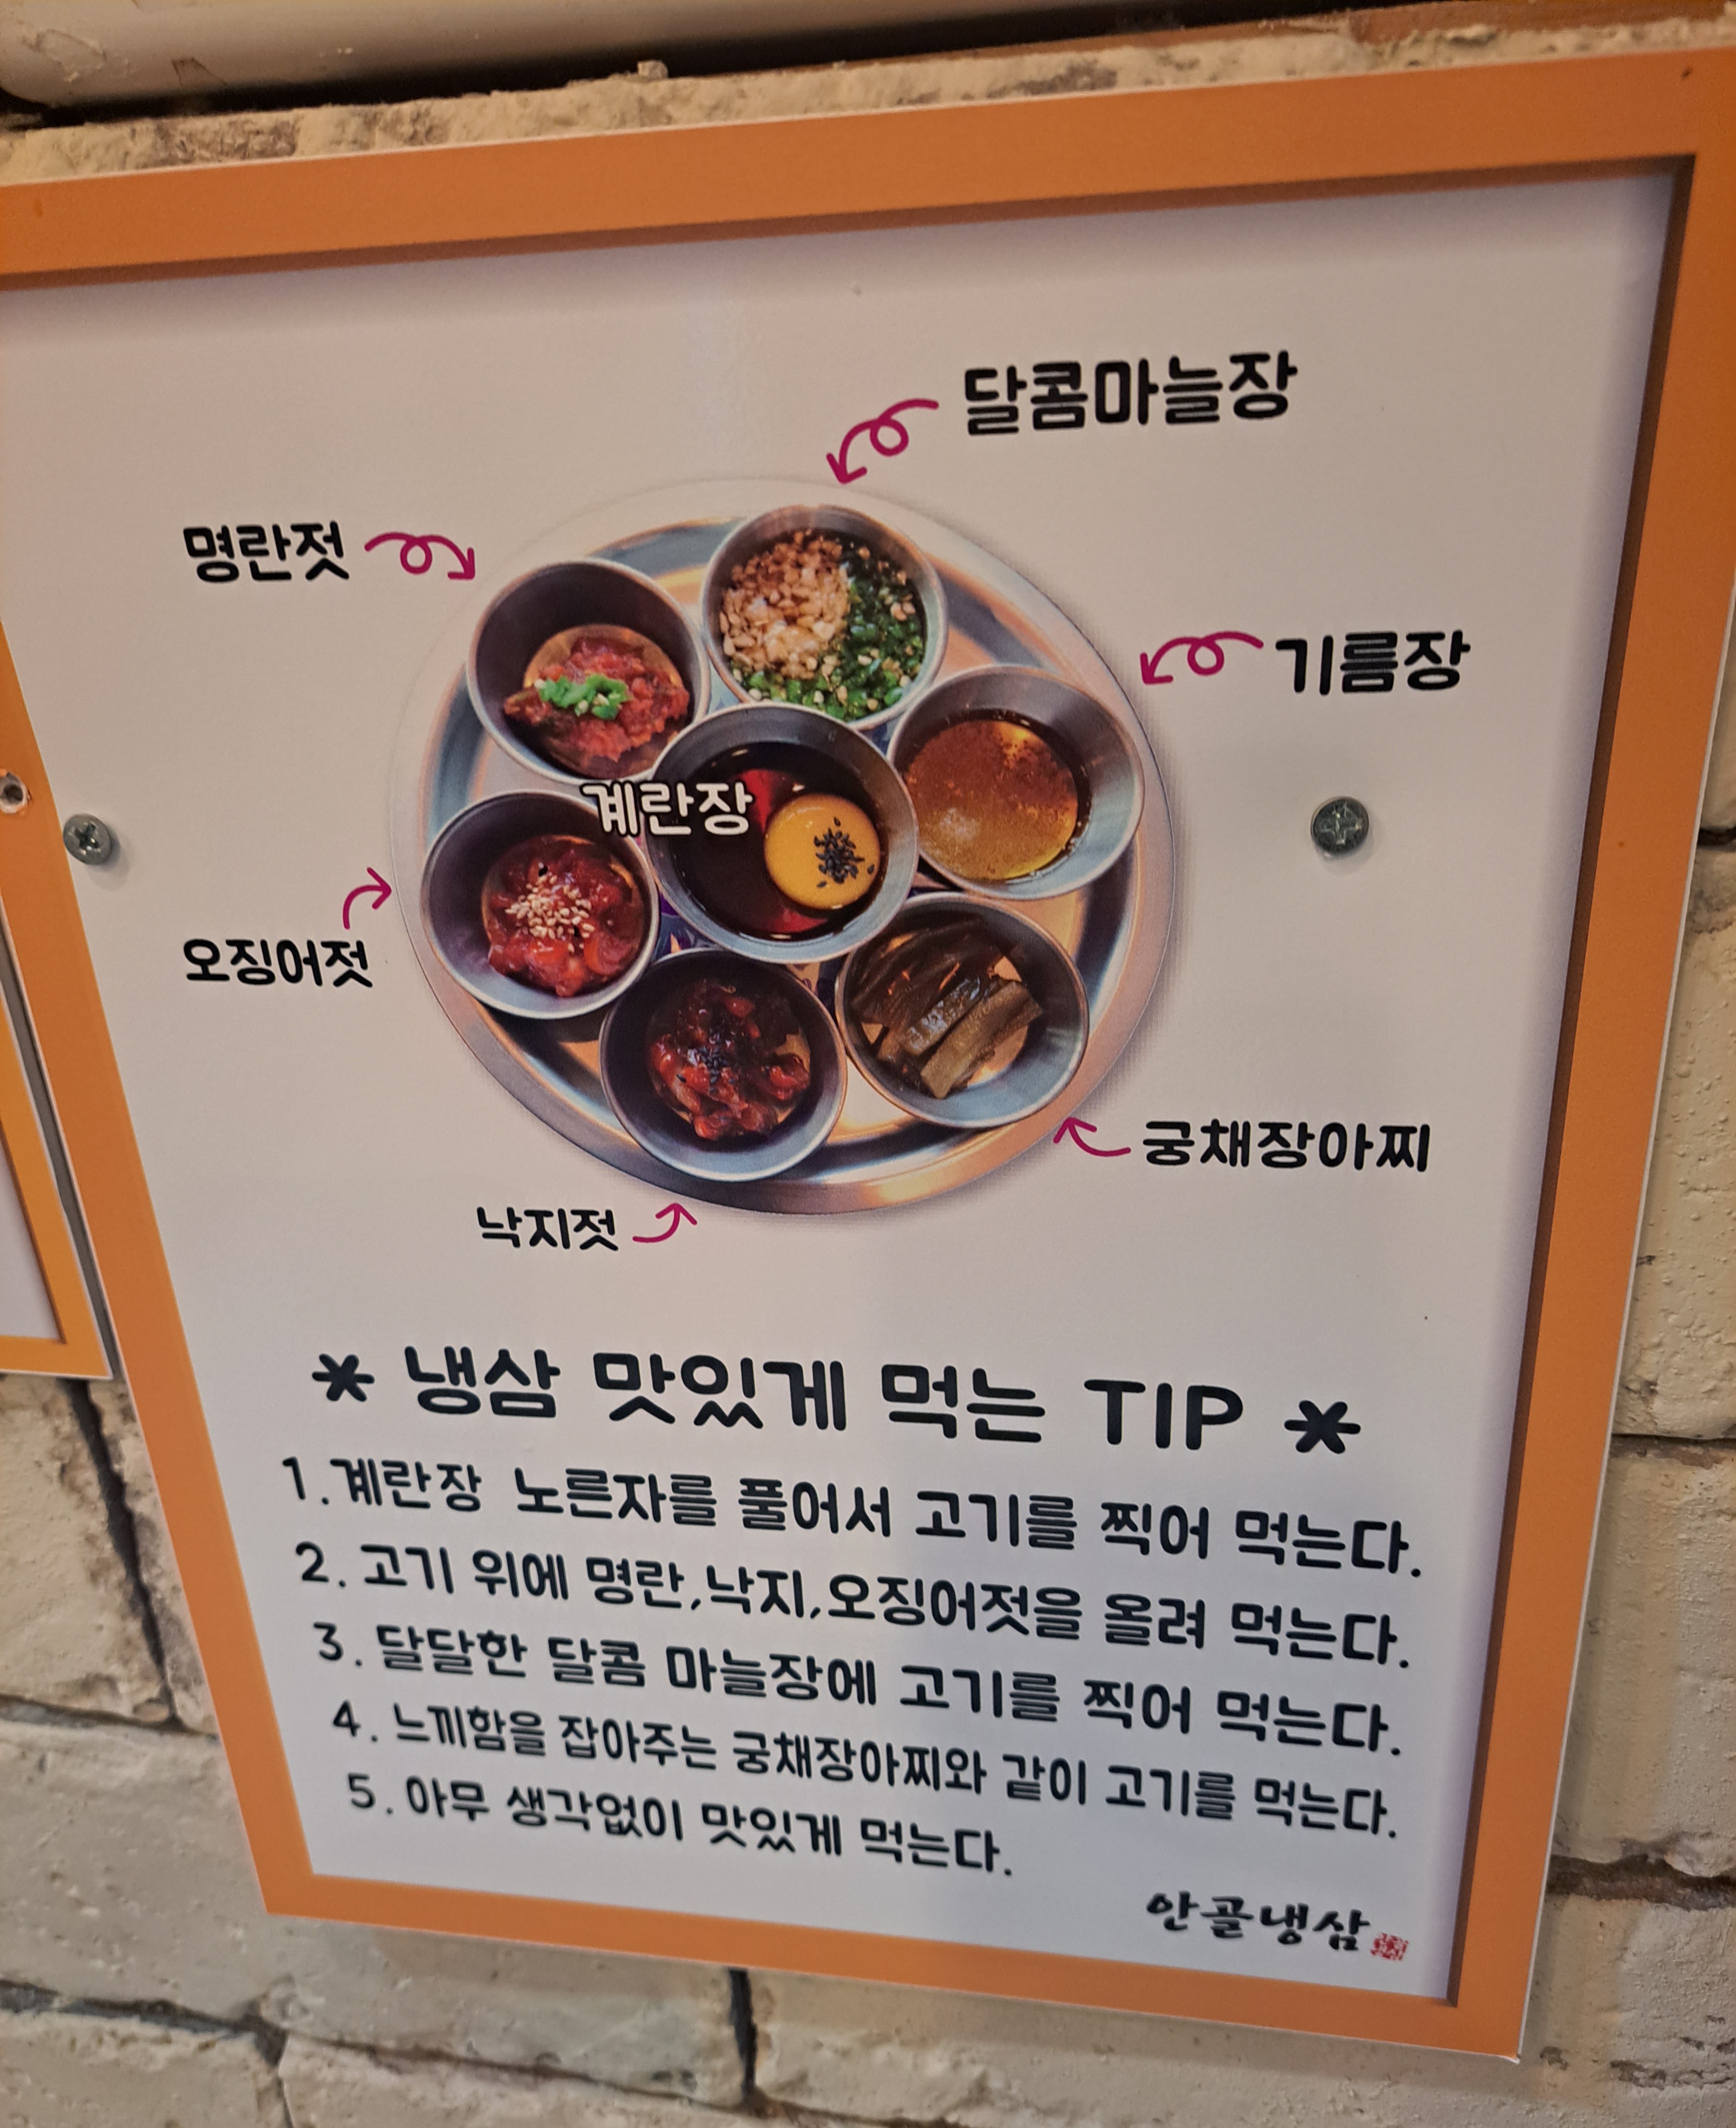 달콤마늘장
명란젓
기름장
계란장
오징어젓
궁채장아찌
낙지젓
* 냉삼 맛있게 먹는 TIP *
1.계란장 노른자를 풀어서 고기를 찍어 먹는다.
2. 고기 위에 명란,낙지,오징어젓을 올려 먹는다.
3. 달달한 달콤 마늘장에 고기를 찍어 먹는다.
4. 느끼함을 잡아주는 궁채장아찌와 같이 고기를 먹는다.
5. 아무 생각없이 맛있게 먹는다.
안골냉삼